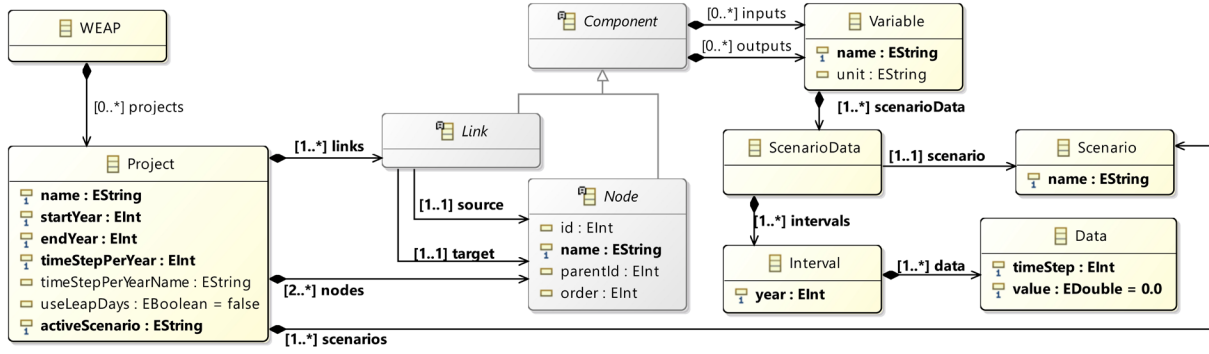 WEAP
[0..*] projects
Project
name : EString
startYear : EInt
endYear : EInt
timeStepPerYear : EInt
timeStepPerYearName : EString
useLeapDays : EBoolean = false
activeScenario : EString
[1..*] links
[2..*] nodes
[1..*] scenarios
Link
[1..1] source
[1..1] target
Component
[0..*] inputs
[0..*] outputs
Node
id : EInt
name : EString
parentId : EInt
order : EInt
Variable
name : EString
unit : EString
[1..*] scenarioData
ScenarioData
[1..1] scenario
Scenario
name : EString
[1..*] intervals
Interval
year : EInt
[1..*] data
Data
timeStep : EInt
value : EDouble = 0.0